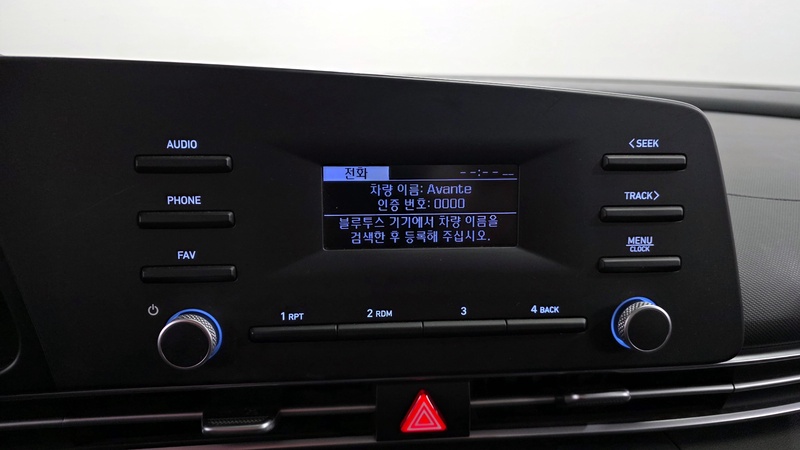 AUDIO
PHONE
FAV
전화 --:-- __
차량 이름: Avante
인증 번호: 0000
블루투스 기기에서 차량 이름을
검색한 후 등록해 주십시오.
<SEEK
TRACK>
MENU
CLOCK
1 RPT
2 RDM
3
4 BACK